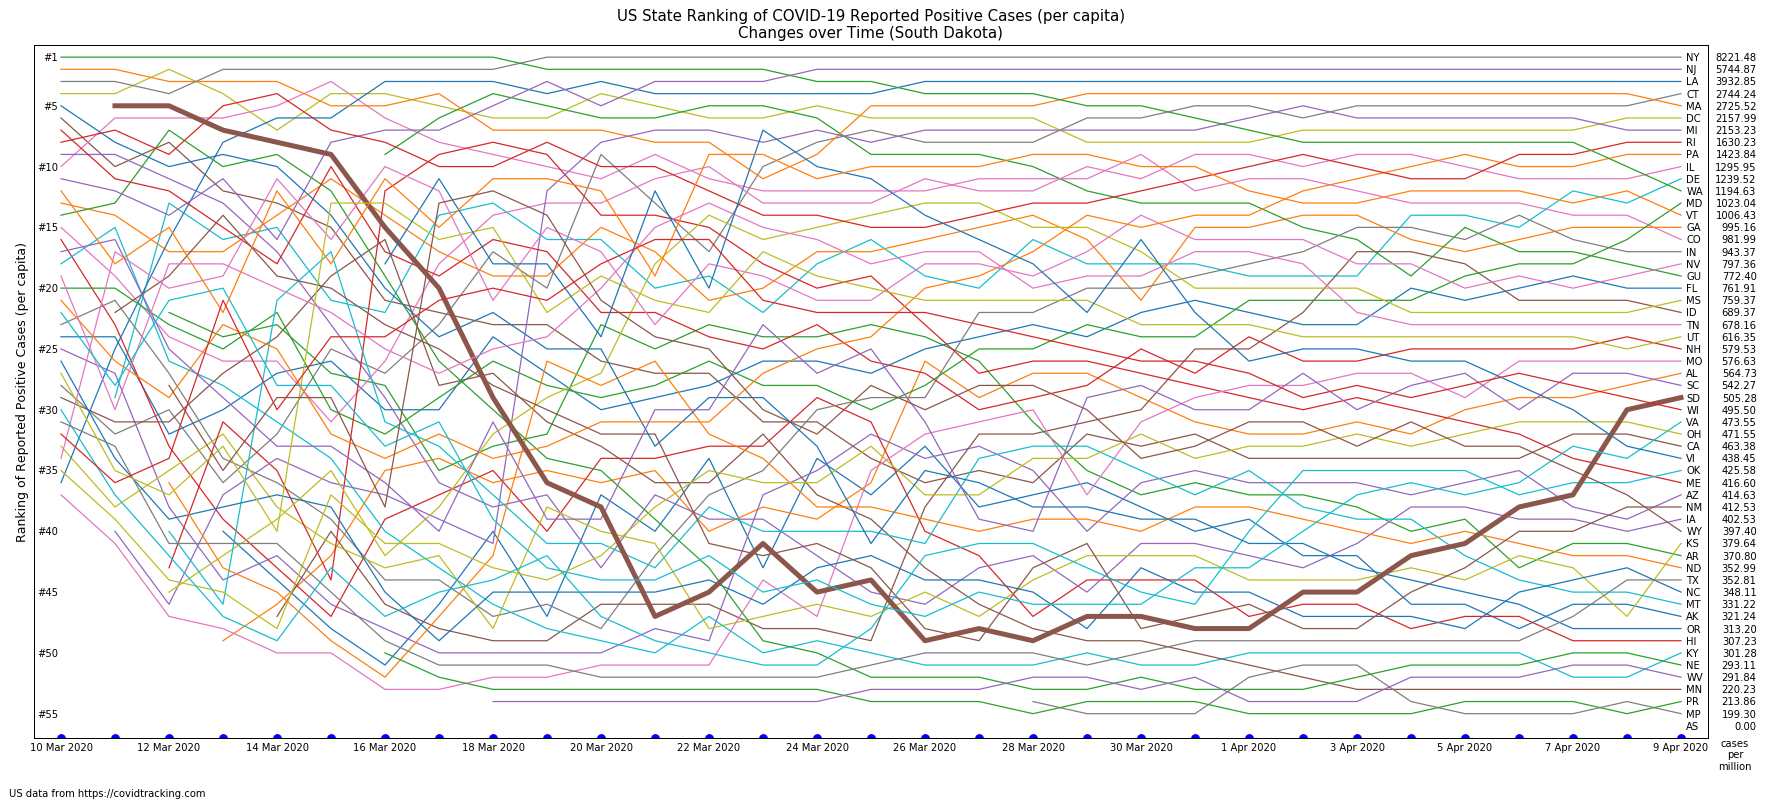 US State Ranking of COVID-19 Reported Positive Cases (per capita)
Changes over Time (South Dakota)
Ranking of Reported Positive Cases (per capita)
#1
#5
#10
#15
#20
#25
#30
#35
#40
#45
#50
#55
NY 8221.48
NJ 5744.87
LA 3932.85
CT 2744.24
MA 2725.52
DC 2157.99
MI 2153.23
RI 1630.23
PA 1423.84
IL 1295.95
DE 1239.52
WA 1194.63
MD 1023.04
VT 1006.43
GA 995.16
CO 981.99
IN 943.37
NV 797.36
GU 772.40
FL 761.91
MS 759.37
ID 689.37
TN 678.16
UT 616.35
NH 579.53
MO 576.63
AL 564.73
SC 542.27
SD 505.28
WI 495.50
VA 473.55
OH 471.55
CA 463.38
VI 438.45
OK 425.58
ME 416.60
AZ 414.63
NM 412.53
IA 402.53
WY 397.40
KS 379.64
AR 370.80
ND 352.99
TX 352.81
NC 348.11
MT 331.22
AK 321.24
OR 313.20
HI 307.23
KY 301.28
NE 293.11
WV 291.84
MN 220.23
PR 213.86
MP 199.30
AS 0.00
10 Mar 2020 12 Mar 2020 14 Mar 2020 16 Mar 2020 18 Mar 2020 20 Mar 2020 22 Mar 2020 24 Mar 2020 26 Mar 2020 28 Mar 2020 30 Mar 2020 1 Apr 2020 3 Apr 2020 5 Apr 2020 7 Apr 2020 9 Apr 2020
cases
per
million
US data from https://covidtracking.com